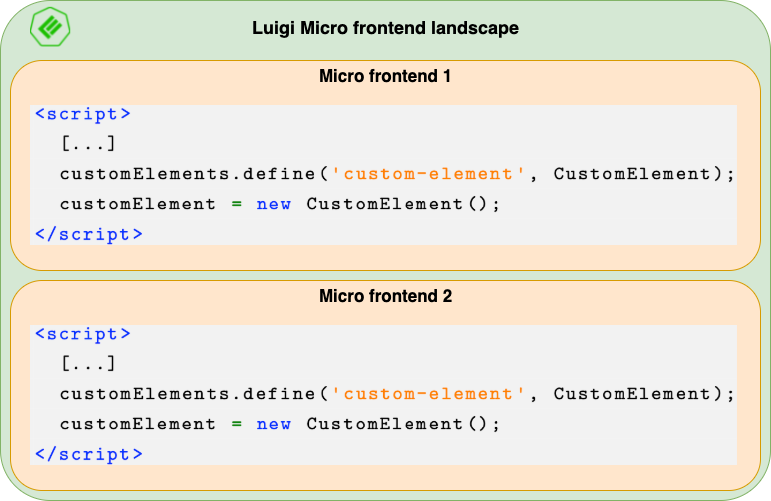 Luigi Micro frontend landscape
Micro frontend 1
<script>
[...]
customElements.define('custom-element', CustomElement);
customElement = new CustomElement();
</script>
Micro frontend 2
<script>
[...]
customElements.define('custom-element', CustomElement);
customElement = new CustomElement();
</script>